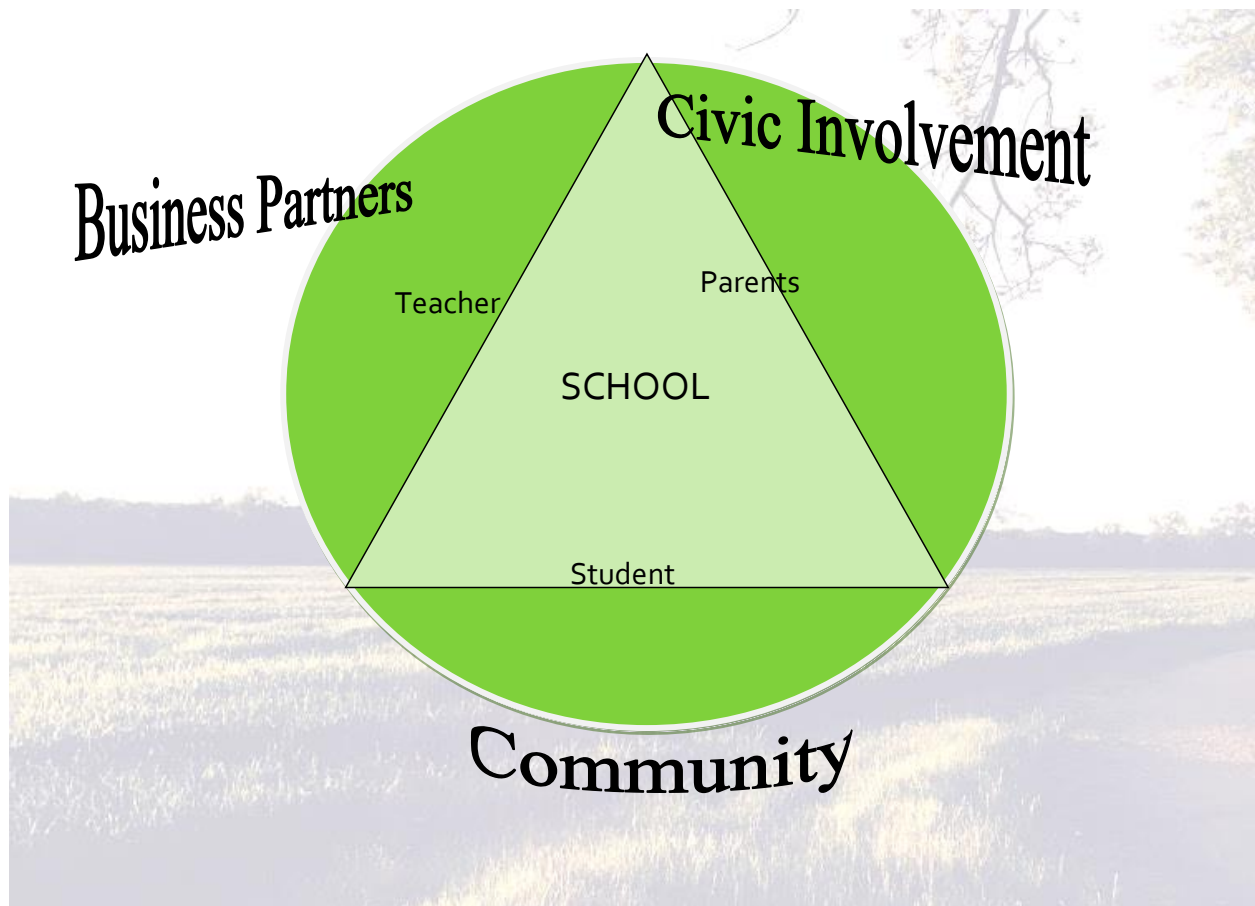 Civic Involvement
Business Partners
Parents
Teacher
SCHOOL
Student
Community